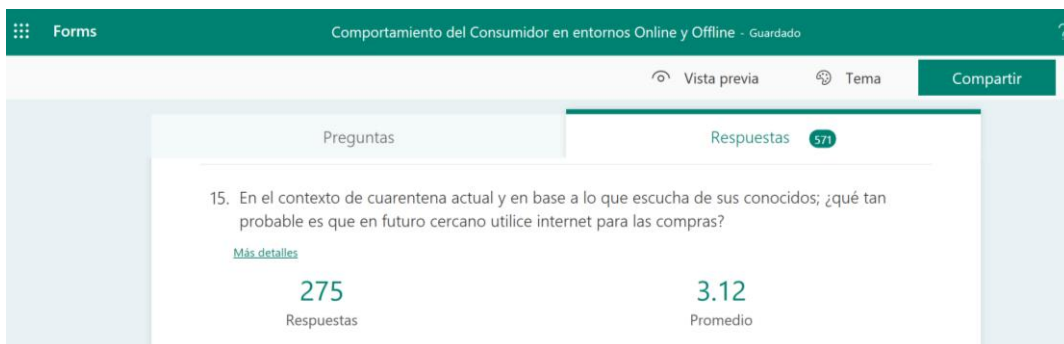 Forms
Comportamiento del Consumidor en entornos Online y Offline - Guardado
?
Vista previa
Tema
Compartir
Preguntas
Respuestas 571
15. En el contexto de cuarentena actual y en base a lo que escucha de sus conocidos; ¿qué tan
probable es que en futuro cercano utilice internet para las compras?
Más detalles
275
Respuestas
3.12
Promedio